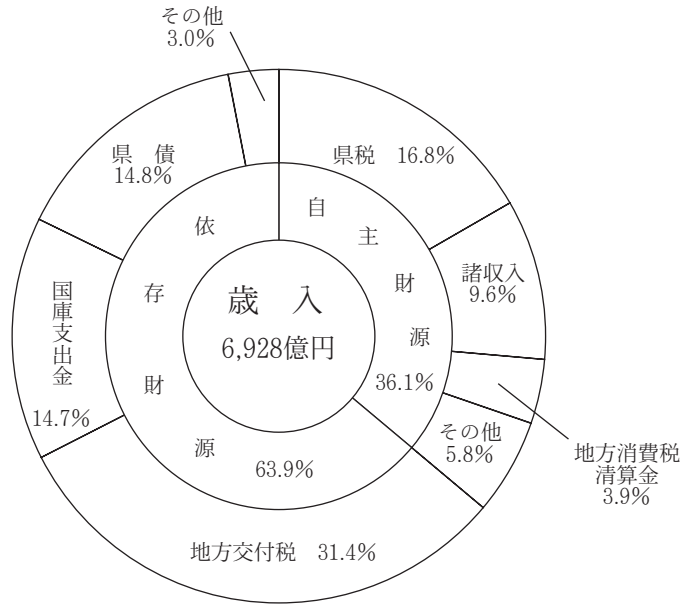 その他
3.0％
県　債
14.8％
県税　16.8％
自主財源
36.1％
諸収入
9.6％
地方消費税
清算金
3.9％
その他
5.8％
歳　入
6,928億円
依存財源
63.9％
国庫支出金
14.7％
地方交付税　31.4％